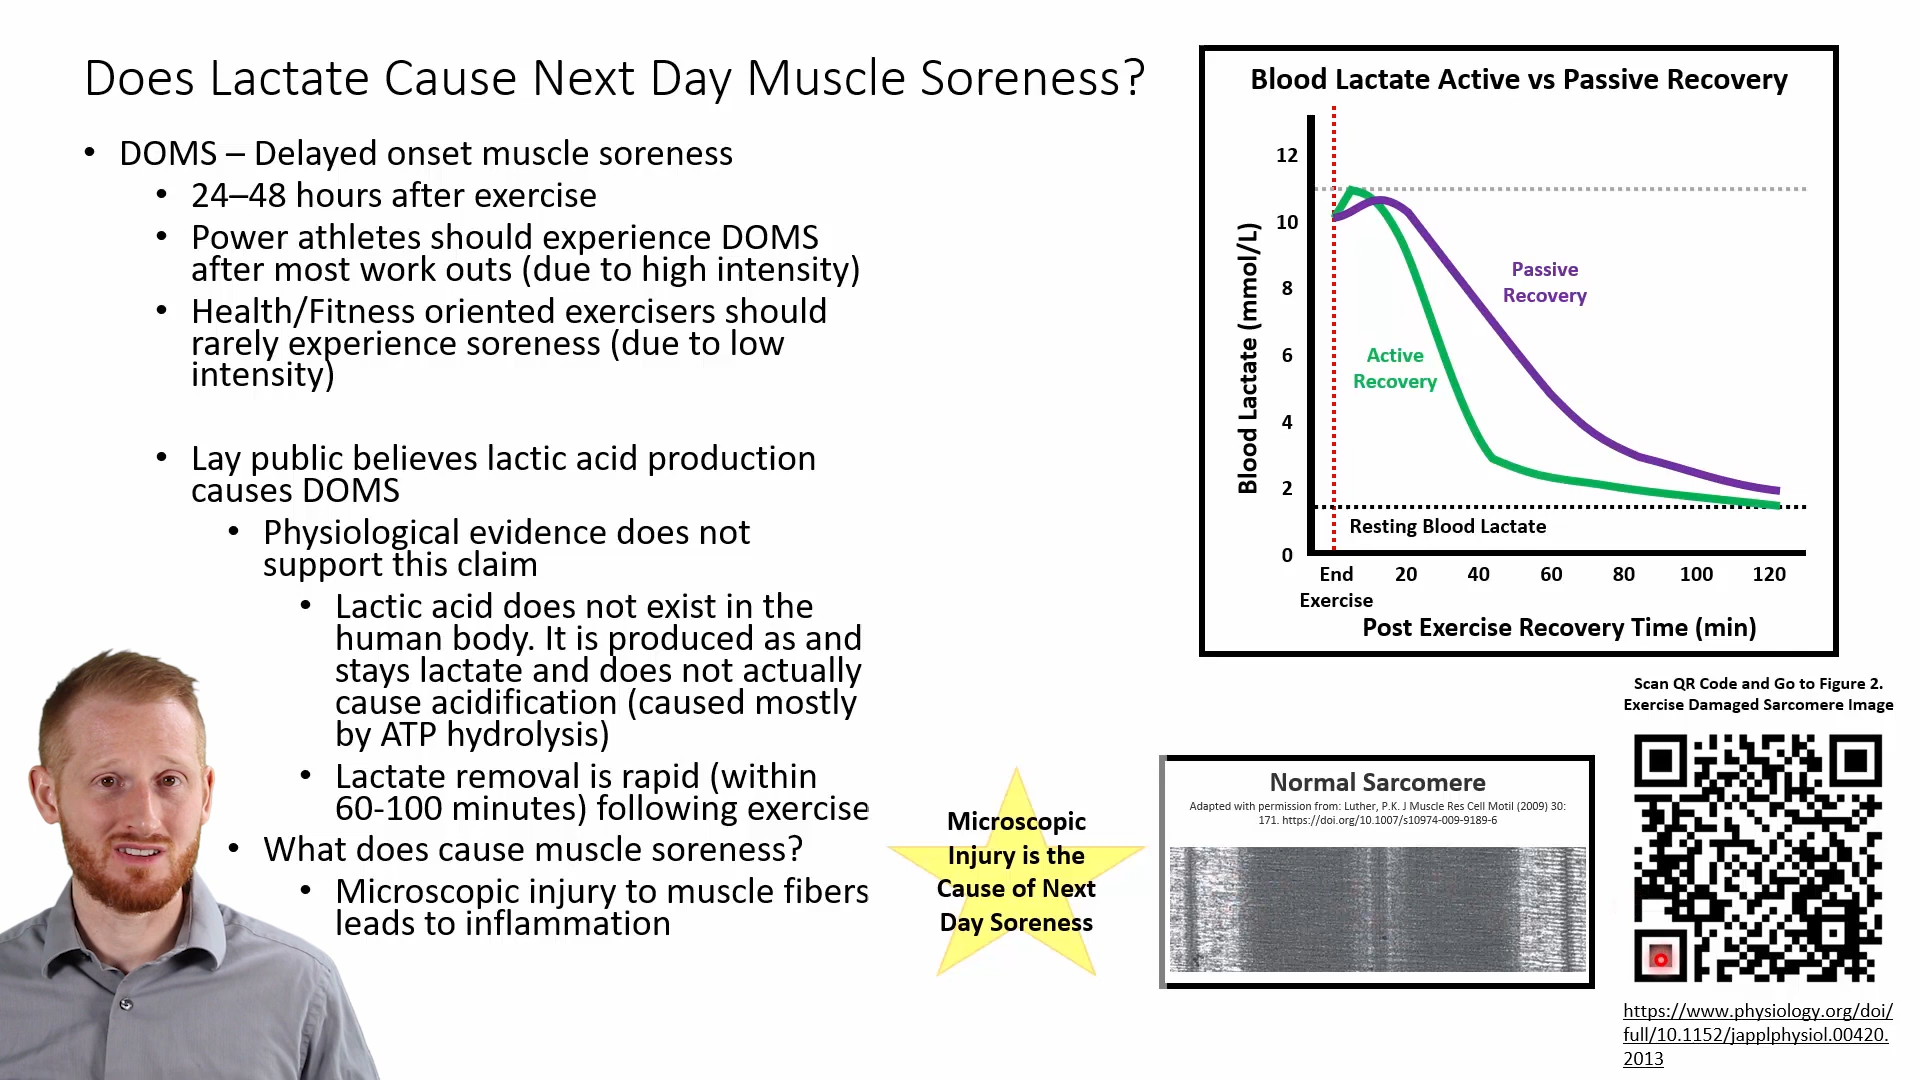 Does Lactate Cause Next Day Muscle Soreness?
• DOMS – Delayed onset muscle soreness
• 24–48 hours after exercise
• Power athletes should experience DOMS
after most work outs (due to high intensity)
• Health/Fitness oriented exercisers should
rarely experience soreness (due to low
intensity)
• Lay public believes lactic acid production
causes DOMS
• Physiological evidence does not
support this claim
• Lactic acid does not exist in the
human body. It is produced as and
stays lactate and does not actually
cause acidification (caused mostly
by ATP hydrolysis)
• Lactate removal is rapid (within
60-100 minutes) following exercise
• What does cause muscle soreness?
• Microscopic injury to muscle fibers
leads to inflammation
Microscopic
Injury is the
Cause of Next
Day Soreness
Blood Lactate Active vs Passive Recovery
Blood Lactate (mmol/L)
12
10
8
6
4
2
0
Passive
Recovery
Active
Recovery
Resting Blood Lactate
End
Exercise
20 40 60 80 100 120
Post Exercise Recovery Time (min)
Normal Sarcomere
Adapted with permission from: Luther, P.K. J Muscle Res Cell Motil (2009) 30:
171. https://doi.org/10.1007/s10974-009-9189-6
Scan QR Code and Go to Figure 2.
Exercise Damaged Sarcomere Image
https://www.physiology.org/doi/
full/10.1152/japplphysiol.00420.
2013